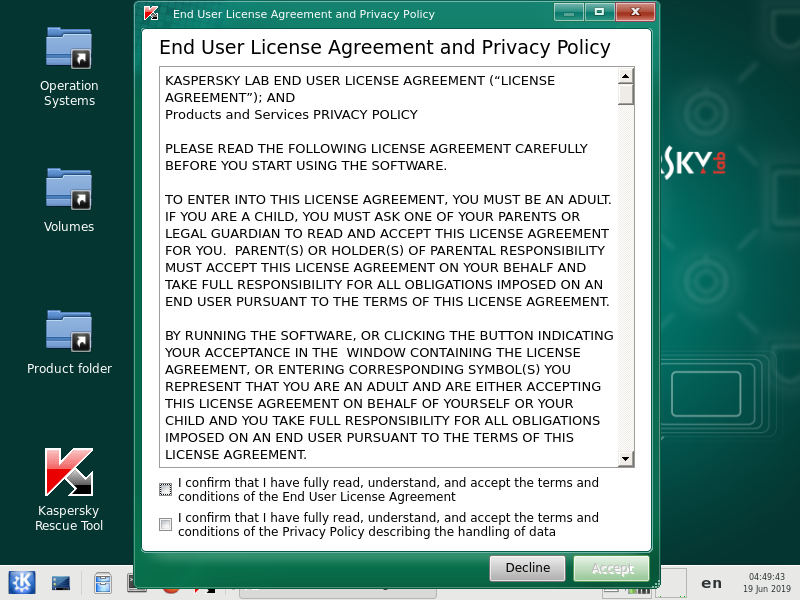 End User License Agreement and Privacy Policy
End User License Agreement and Privacy Policy
KASPERSKY LAB END USER LICENSE AGREEMENT (“LICENSE
AGREEMENT”); AND
Products and Services PRIVACY POLICY
PLEASE READ THE FOLLOWING LICENSE AGREEMENT CAREFULLY
BEFORE YOU START USING THE SOFTWARE.
TO ENTER INTO THIS LICENSE AGREEMENT, YOU MUST BE AN ADULT.
IF YOU ARE A CHILD, YOU MUST ASK ONE OF YOUR PARENTS OR
LEGAL GUARDIAN TO READ AND ACCEPT THIS LICENSE AGREEMENT
FOR YOU.  PARENT(S) OR HOLDER(S) OF PARENTAL RESPONSIBILITY
MUST ACCEPT THIS LICENSE AGREEMENT ON YOUR BEHALF AND
TAKE FULL RESPONSIBILITY FOR ALL OBLIGATIONS IMPOSED ON AN
END USER PURSUANT TO THE TERMS OF THIS LICENSE AGREEMENT.
BY RUNNING THE SOFTWARE, OR CLICKING THE BUTTON INDICATING
YOUR ACCEPTANCE IN THE  WINDOW CONTAINING THE LICENSE
AGREEMENT, OR ENTERING CORRESPONDING SYMBOL(S) YOU
REPRESENT THAT YOU ARE AN ADULT AND ARE EITHER ACCEPTING
THIS LICENSE AGREEMENT ON BEHALF OF YOURSELF OR YOUR
CHILD AND YOU TAKE FULL RESPONSIBILITY FOR ALL OBLIGATIONS
IMPOSED ON AN END USER PURSUANT TO THE TERMS OF THIS
LICENSE AGREEMENT.
I confirm that I have fully read, understand, and accept the terms and
conditions of the End User License Agreement
I confirm that I have fully read, understand, and accept the terms and
conditions of the Privacy Policy describing the handling of data
Decline
Accept
Operation
Systems
Volumes
Product folder
Kaspersky
Rescue Tool
SKY lab
en
04:49:43
19 Jun 2019